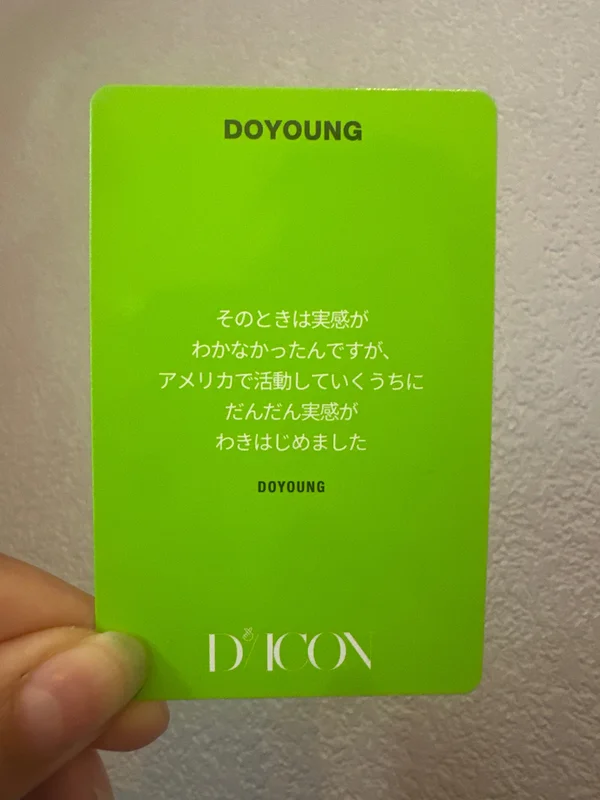 DOYOUNG
そのときは実感が
わかなかったんですが、
アメリカで活動していくうちに
だんだん実感が
わきはじめました
DOYOUNG
D'ICON